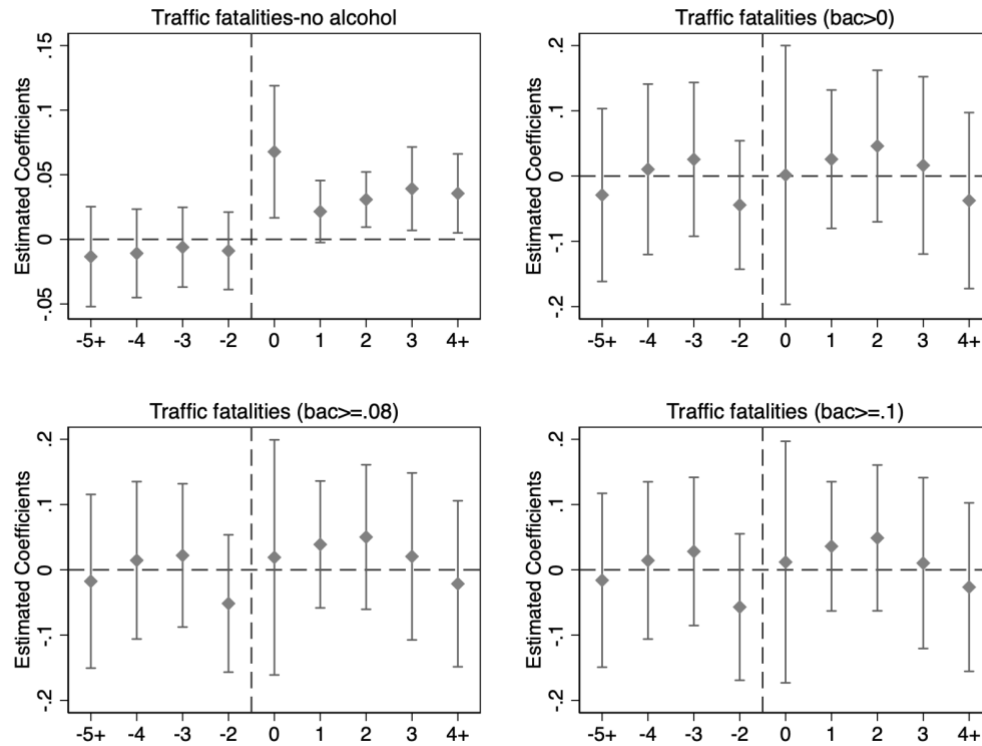 Traffic fatalities-no alcohol
Estimated Coefficients
.15
.1
.05
0
-.05
-5+ -4 -3 -2 0 1 2 3 4+
Traffic fatalities (bac>0)
Estimated Coefficients
.2
.1
0
-.1
-.2
-5+ -4 -3 -2 0 1 2 3 4+
Traffic fatalities (bac>=.08)
Estimated Coefficients
.2
.1
0
-.1
-.2
-5+ -4 -3 -2 0 1 2 3 4+
Traffic fatalities (bac>=.1)
Estimated Coefficients
.2
.1
0
-.1
-.2
-5+ -4 -3 -2 0 1 2 3 4+